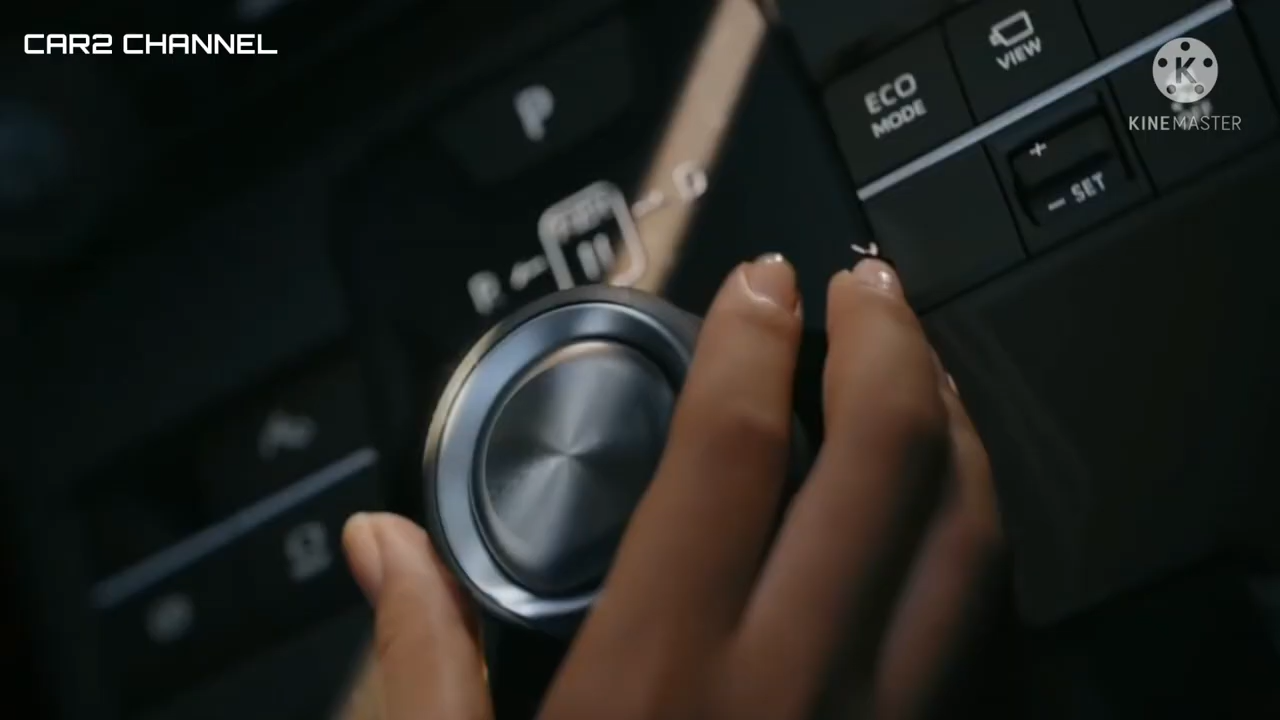 CAR2 CHANNEL
P
ECO
MODE
VIEW
KINEMASTER
K
+
– SET
D
R